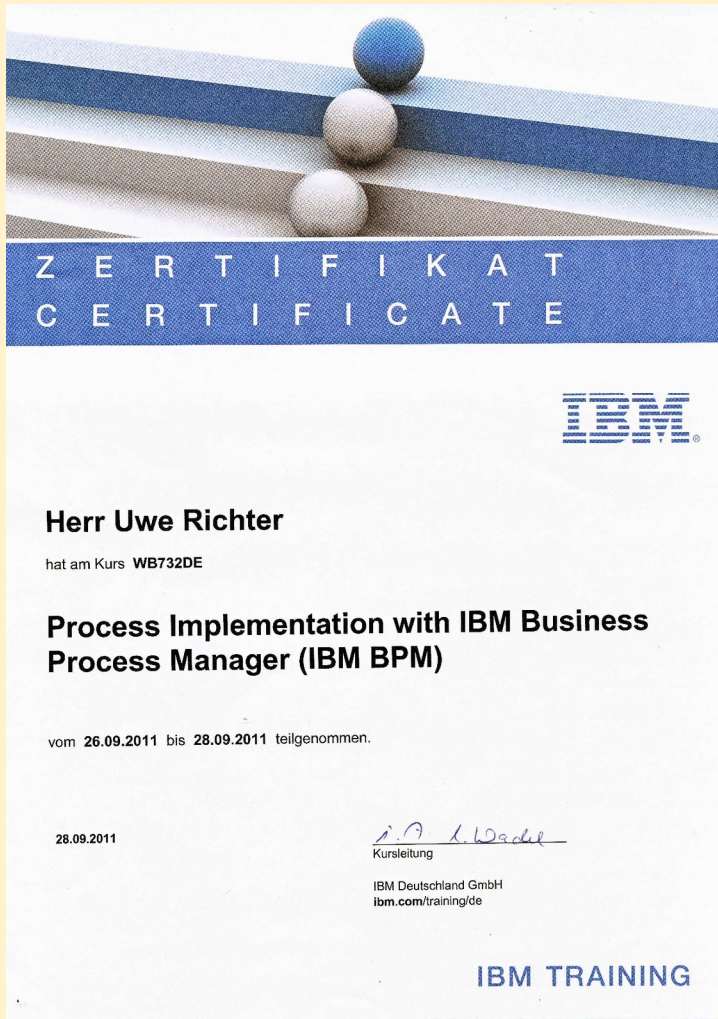 ZERTIFIKAT
CERTIFICATE
IBM®
Herr Uwe Richter
hat am Kurs WB732DE
Process Implementation with IBM Business
Process Manager (IBM BPM)
vom 26.09.2011 bis 28.09.2011 teilgenommen.
28.09.2011
i.A.
Kursleitung
IBM Deutschland GmbH
ibm.com/training/de
IBM TRAINING